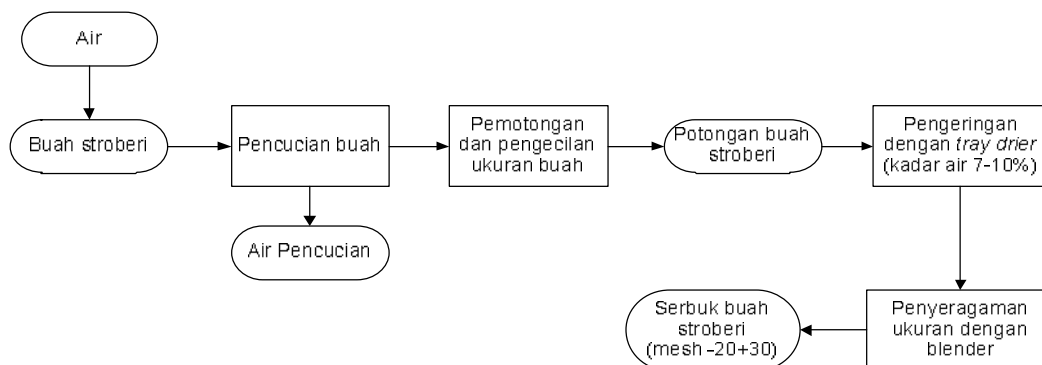 Air
Buah stroberi
Pencucian buah
Air Pencucian
Pemotongan
dan pengecilan
ukuran buah
Potongan buah
stroberi
Pengeringan
dengan tray drier
(kadar air 7-10%)
Penyeragaman
ukuran dengan
blender
Serbuk buah
stroberi
(mesh -20+30)